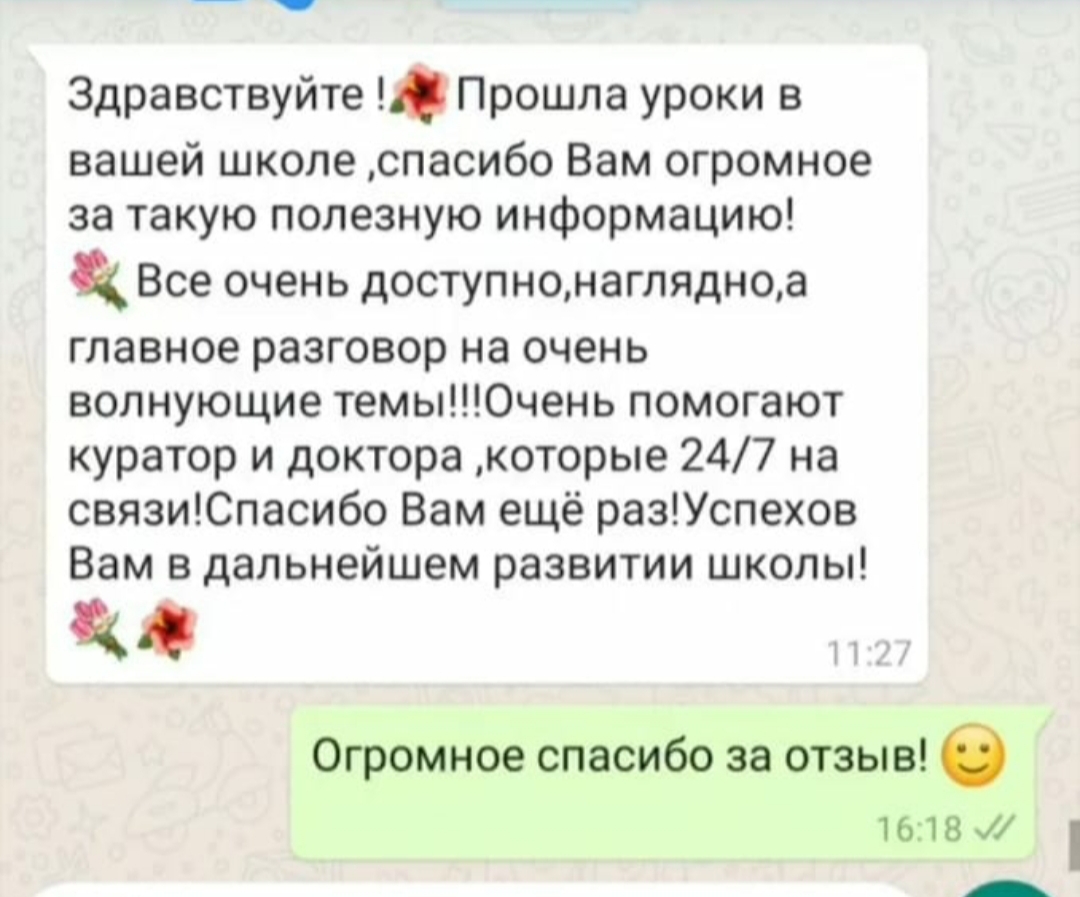 Здравствуйте !🌺 Прошла уроки в
вашей школе ,спасибо Вам огромное
за такую полезную информацию!
💐 Все очень доступно,наглядно,а
главное разговор на очень
волнующие темы!!!Очень помогают
куратор и доктора ,которые 24/7 на
связи!Спасибо Вам ещё раз!Успехов
Вам в дальнейшем развитии школы!
💐🌺
11:27
Огромное спасибо за отзыв! 🙂
16:18